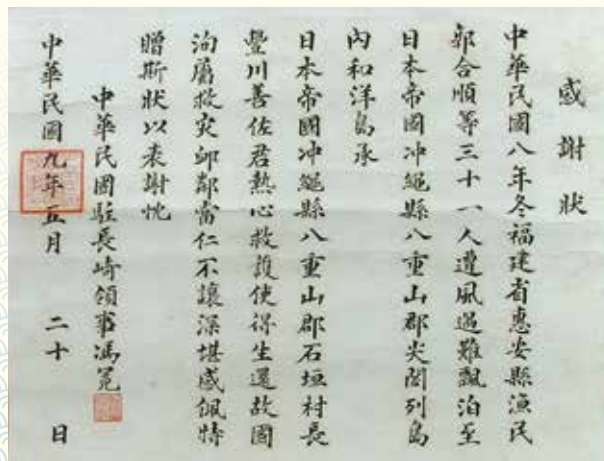 感謝狀
中華民國八年冬福建省惠安縣漁民
郭合順等三十一人遭風遇難飄泊至
日本帝國沖繩縣八重山郡尖閣列島
內和洋島承
日本帝國沖繩縣八重山郡石垣村長
豐川善佐君熱心救護使得生還故國
洵屬救災卹鄰當仁不讓深堪感佩特
贈斯狀以表謝忱
中華民國駐長崎領事馮冕
中華民國九年五月二十日